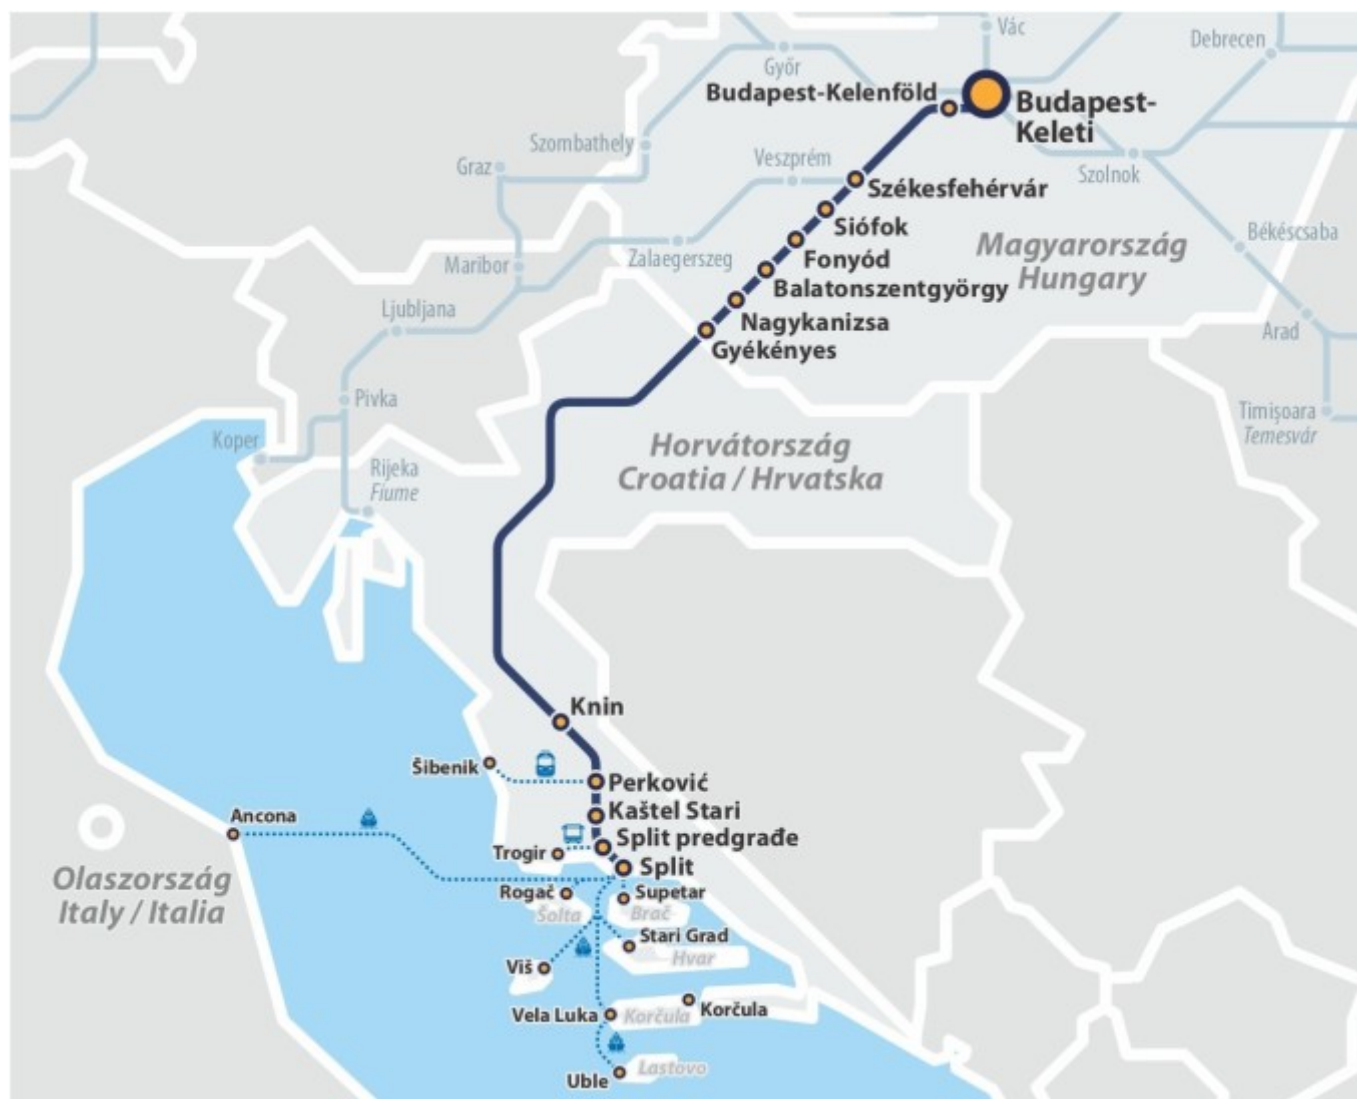 Vác
Debrecen
Győr
Budapest-Kelenföld
Budapest-
Keleti
Szombathely
Graz
Veszprém
Szolnok
Székesfehérvár
Siófok
Békéscsaba
Magyarország
Hungary
Fonyód
Zalaegerszeg
Maribor
Balatonszentgyörgy
Ljubljana
Nagykanizsa
Arad
Gyékényes
Pivka
Timișoara
Temesvár
Koper
Horvátország
Croatia / Hrvatska
Rijeka
Fiume
Knin
Šibenik
Perković
Kaštel Stari
Ancona
Split predgrađe
Trogir
Split
Olaszország
Italy / Italia
Rogač
Supetar
Šolta
Brač
Stari Grad
Hvar
Viš
Vela Luka
Korčula
Korčula
Uble
Lastovo